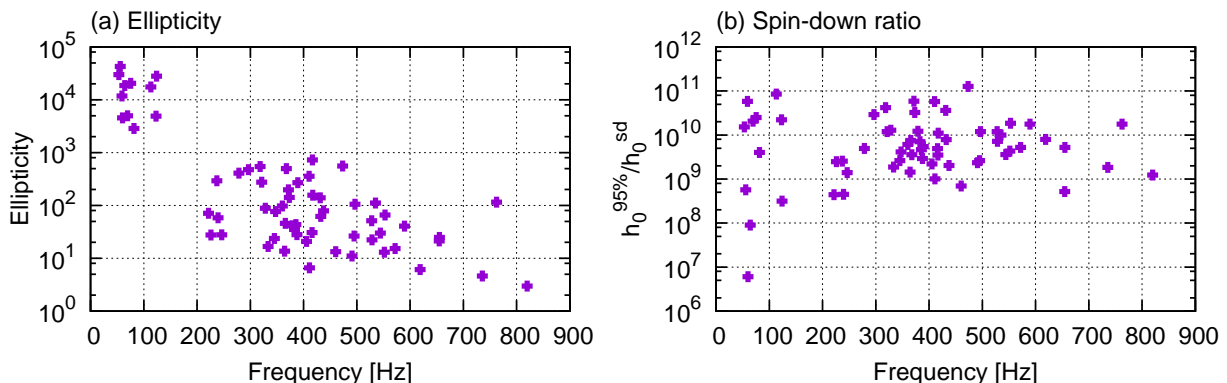 (a) Ellipticity
Ellipticity
10^5
10^4
10^3
10^2
10^1
10^0
0 100 200 300 400 500 600 700 800 900
Frequency [Hz]
(b) Spin-down ratio
h_0^95%/h_0^sd
10^12
10^11
10^10
10^9
10^8
10^7
10^6
0 100 200 300 400 500 600 700 800 900
Frequency [Hz]